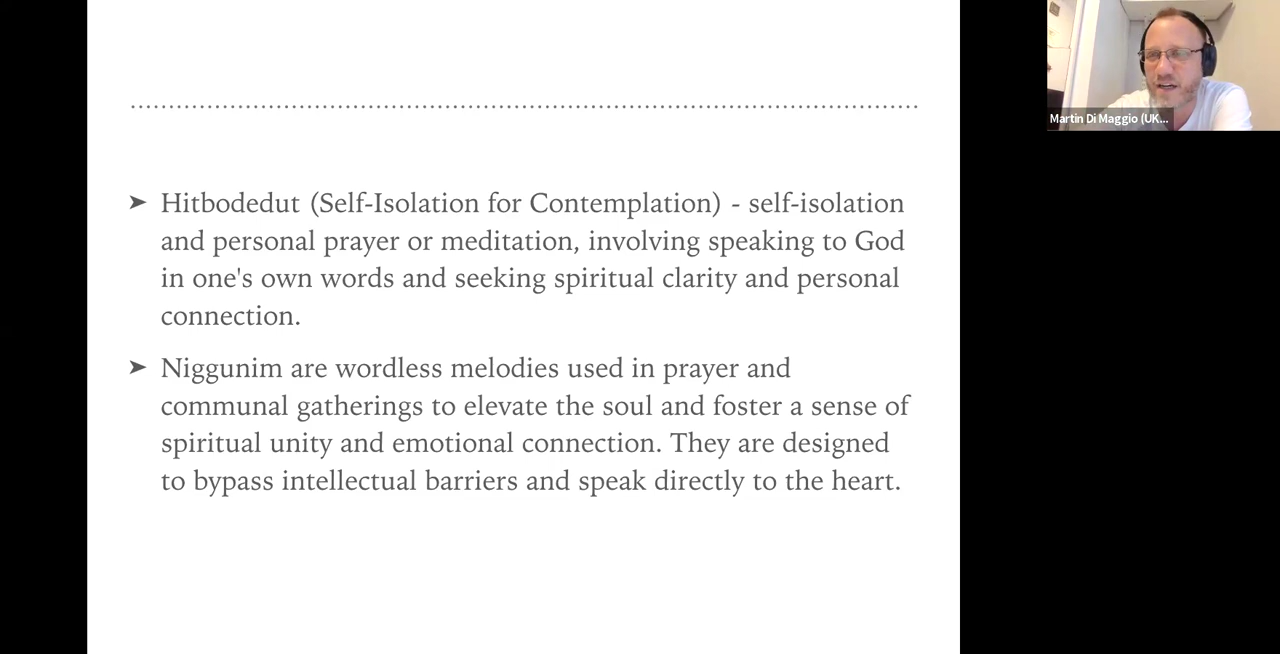 ➤ Hitbodedut (Self-Isolation for Contemplation) - self-isolation
and personal prayer or meditation, involving speaking to God
in one's own words and seeking spiritual clarity and personal
connection.
➤ Niggunim are wordless melodies used in prayer and
communal gatherings to elevate the soul and foster a sense of
spiritual unity and emotional connection. They are designed
to bypass intellectual barriers and speak directly to the heart.
Martin Di Maggio (UK...